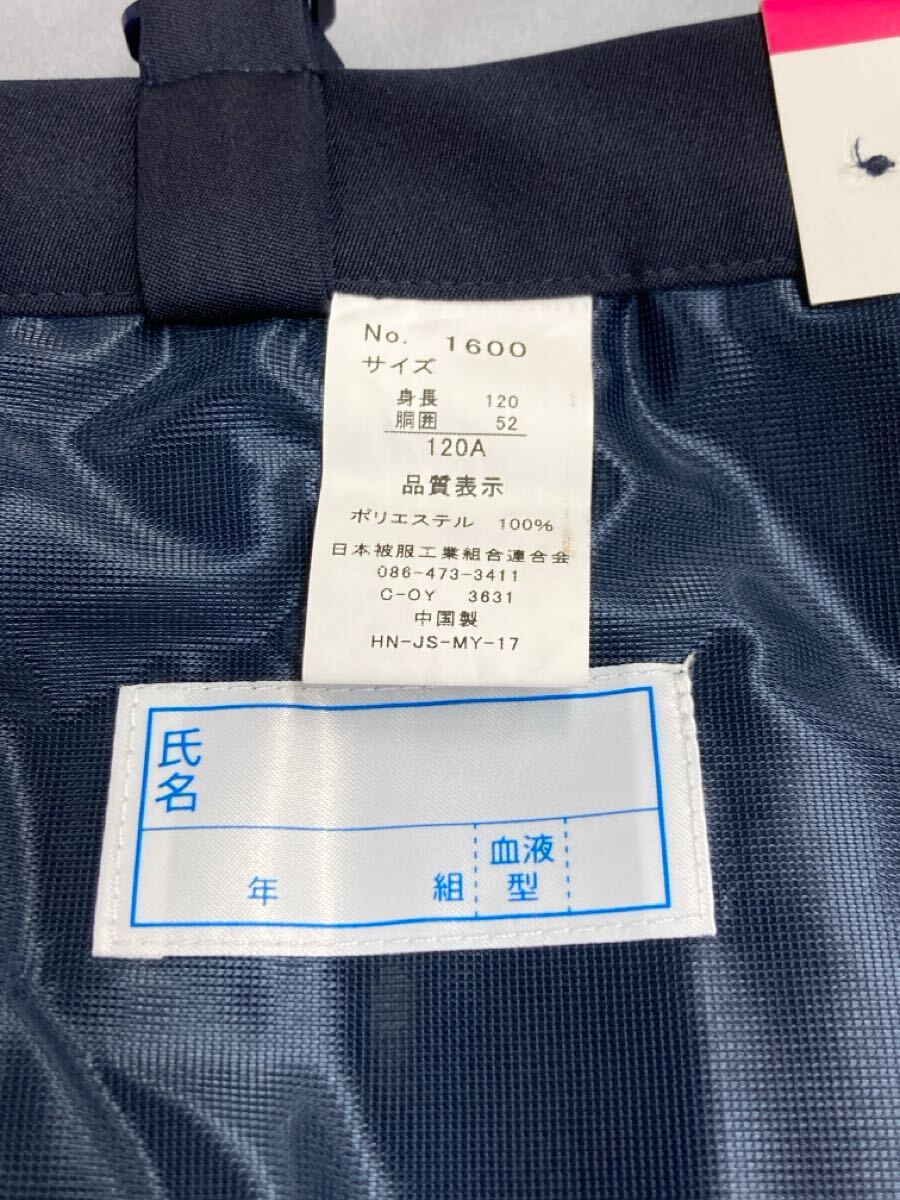 No. 1600
サイズ
身長 120
胴囲 52
120A
品質表示
ポリエステル 100%
日本被服工業組合連合会
086-473-3411
C-OY 3631
中国製
HN-JS-MY-17
氏名
年 組 血液型